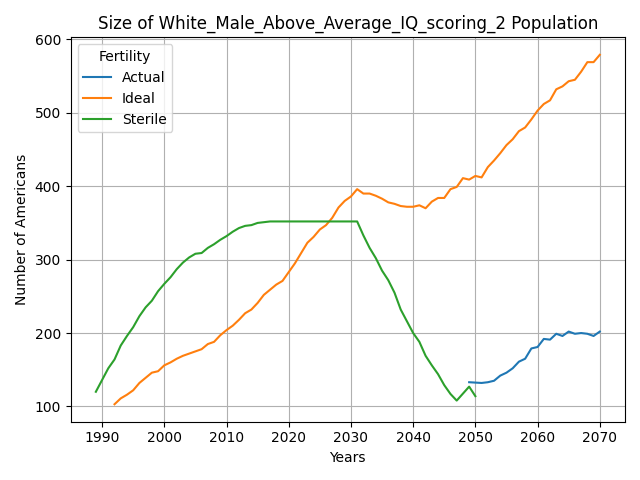 Size of White_Male_Above_Average_IQ_scoring_2 Population
600
500
400
300
200
100
Number of Americans
Fertility
Actual
Ideal
Sterile
1990 2000 2010 2020 2030 2040 2050 2060 2070
Years